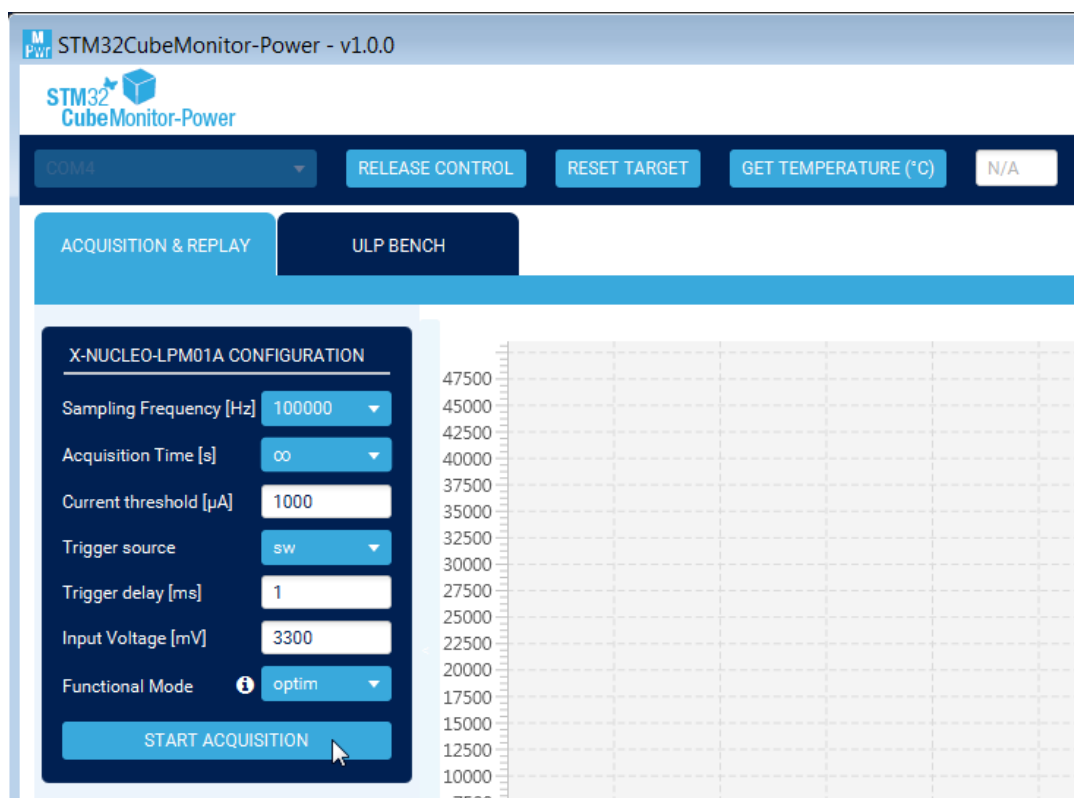 M
Pwr STM32CubeMonitor-Power - v1.0.0
STM32
CubeMonitor-Power
COM4 RELEASE CONTROL RESET TARGET GET TEMPERATURE (°C) N/A
ACQUISITION & REPLAY ULP BENCH
X-NUCLEO-LPM01A CONFIGURATION
Sampling Frequency [Hz] 100000
Acquisition Time [s] ∞
Current threshold [µA] 1000
Trigger source sw
Trigger delay [ms] 1
Input Voltage [mV] 3300
Functional Mode i optim
START ACQUISITION
47500
45000
42500
40000
37500
35000
32500
30000
27500
25000
22500
20000
17500
15000
12500
10000